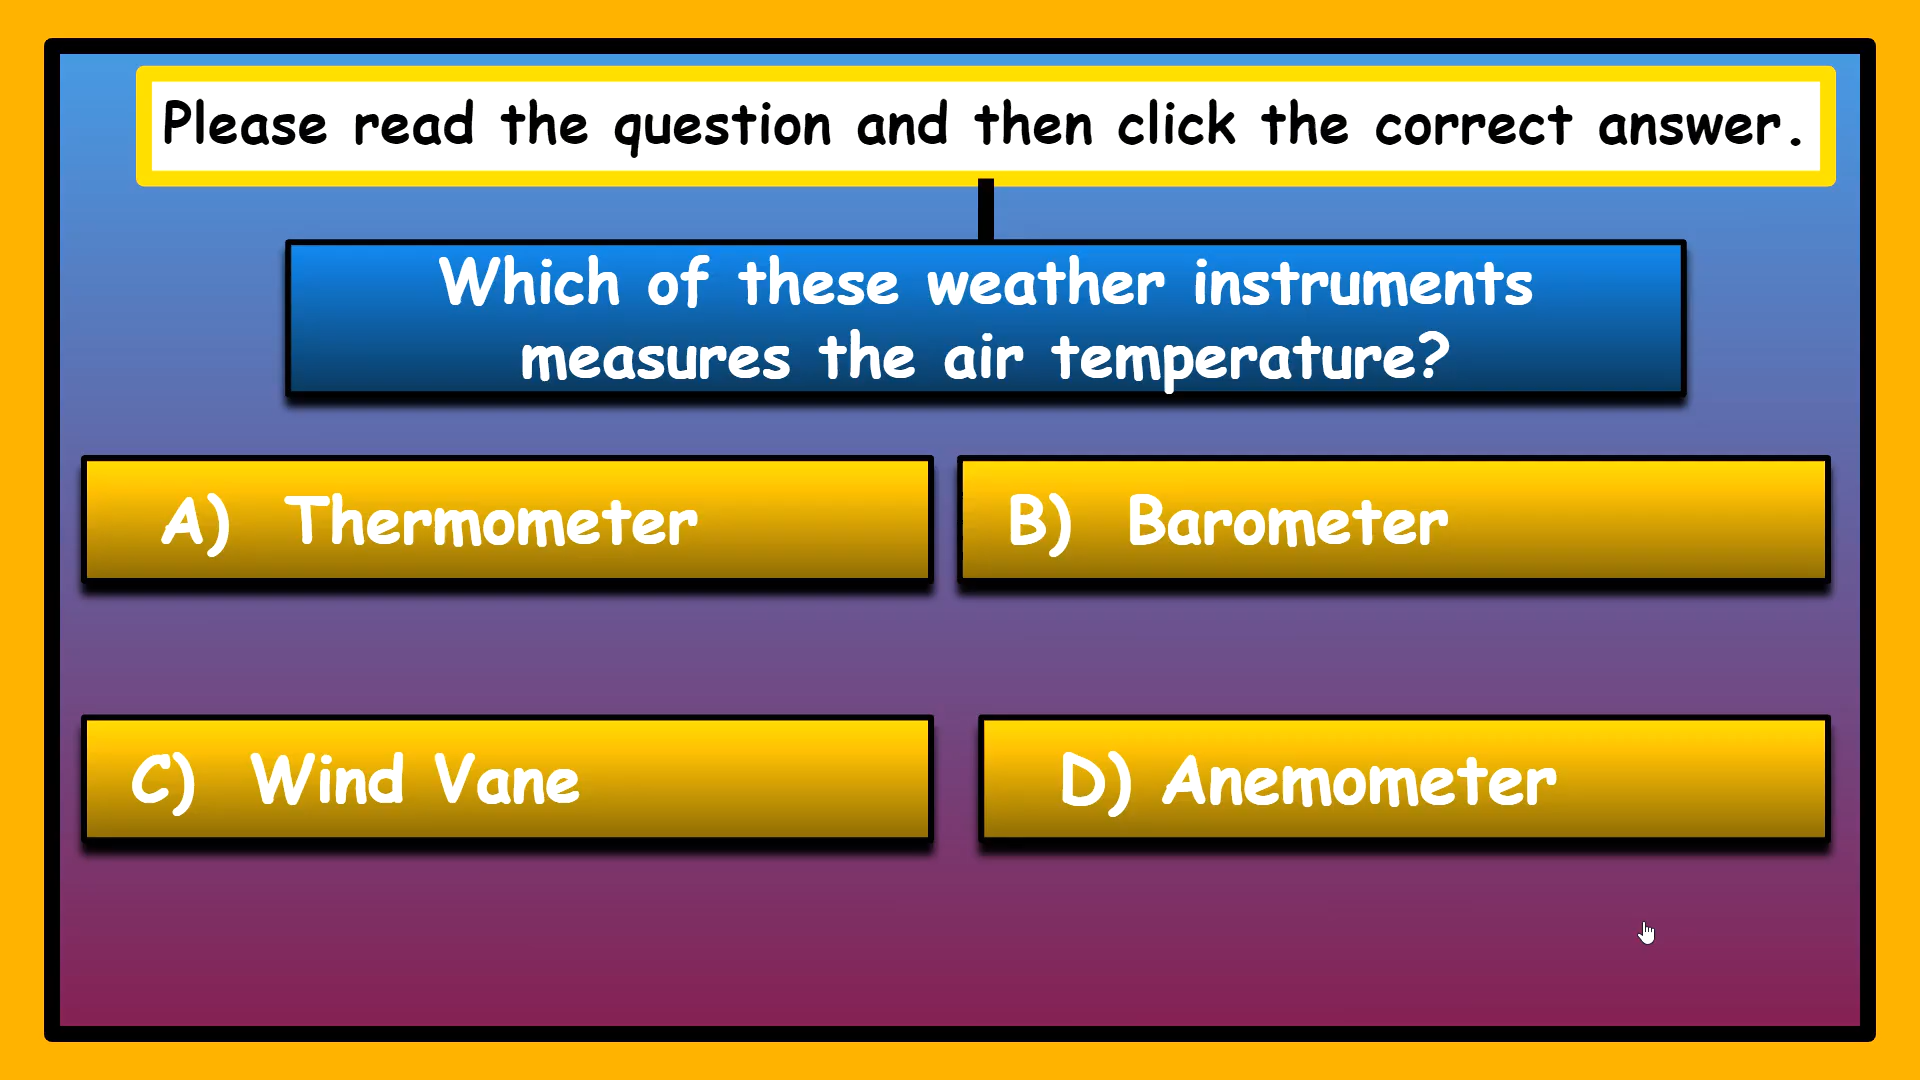 Please read the question and then click the correct answer.
Which of these weather instruments
measures the air temperature?
A) Thermometer
B) Barometer
C) Wind Vane
D) Anemometer